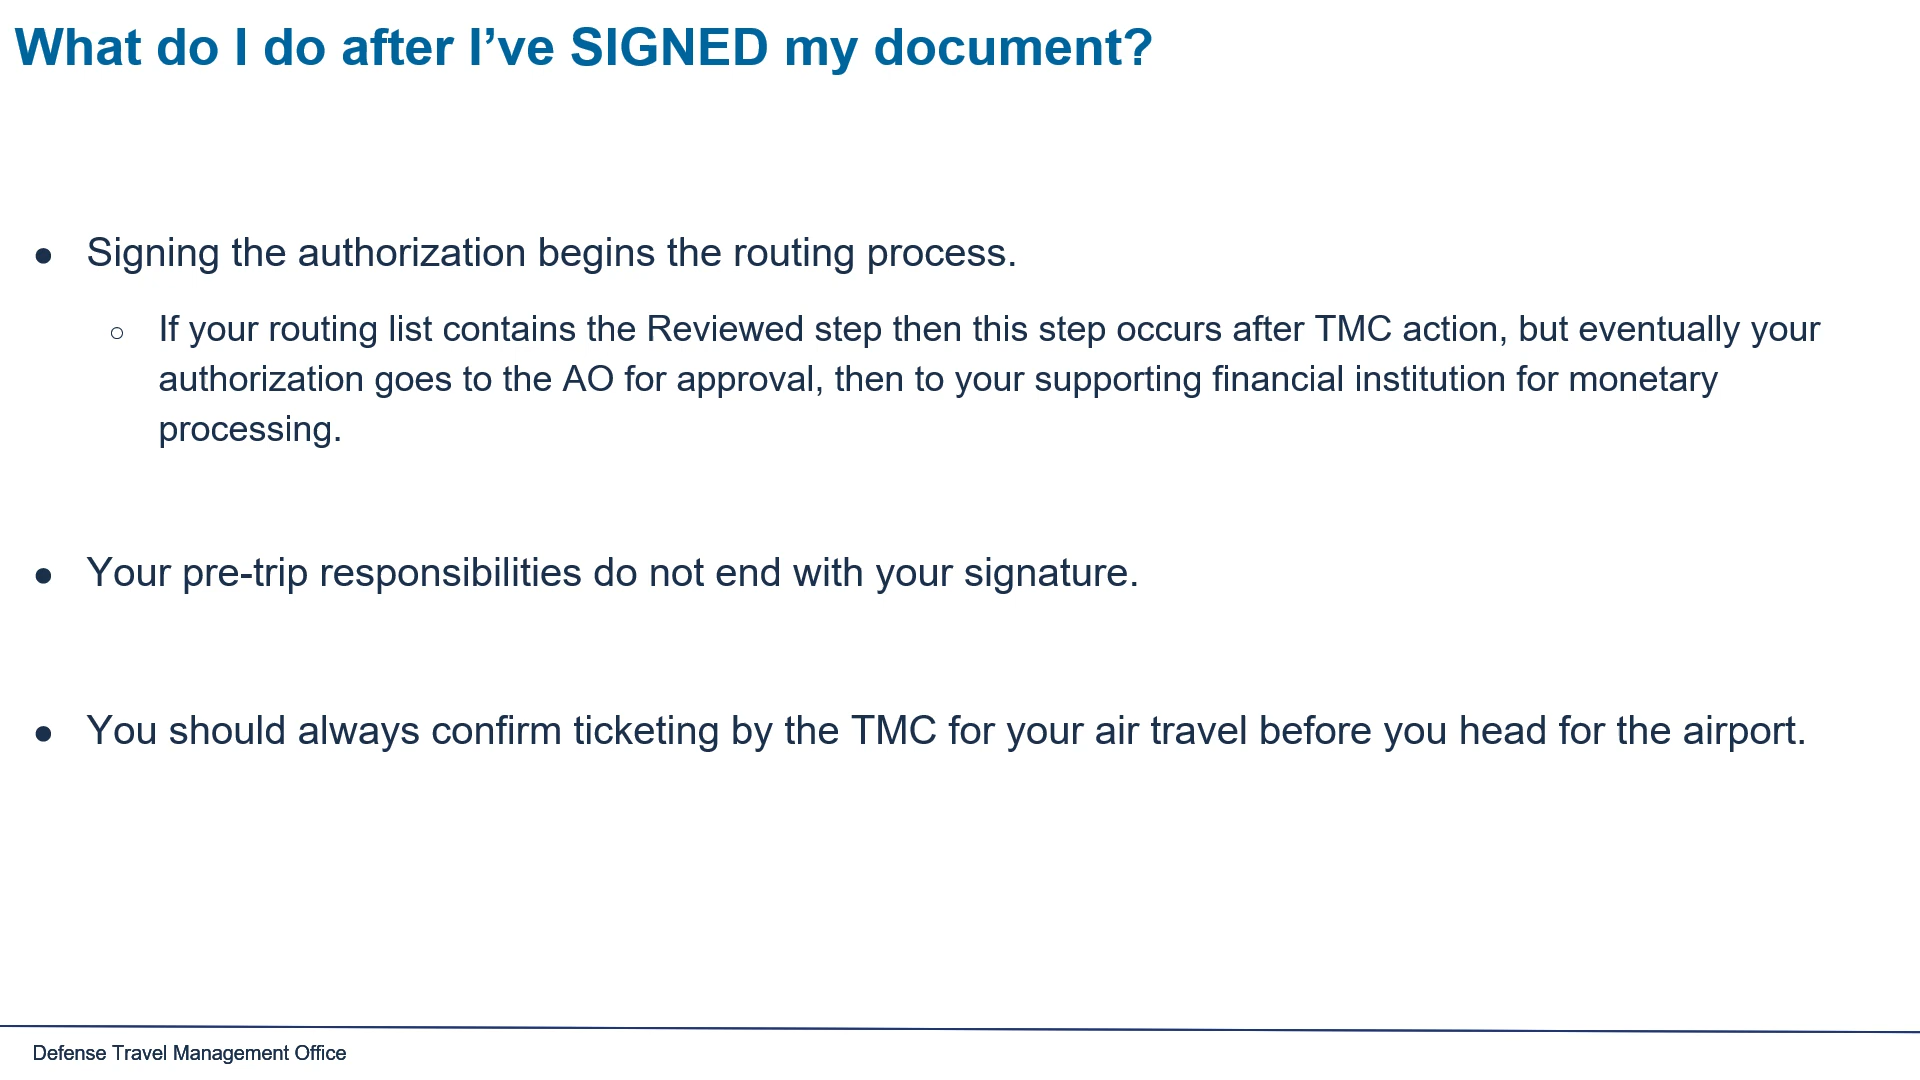 What do I do after I’ve SIGNED my document?
● Signing the authorization begins the routing process.
○ If your routing list contains the Reviewed step then this step occurs after TMC action, but eventually your
authorization goes to the AO for approval, then to your supporting financial institution for monetary
processing.
● Your pre-trip responsibilities do not end with your signature.
● You should always confirm ticketing by the TMC for your air travel before you head for the airport.
Defense Travel Management Office